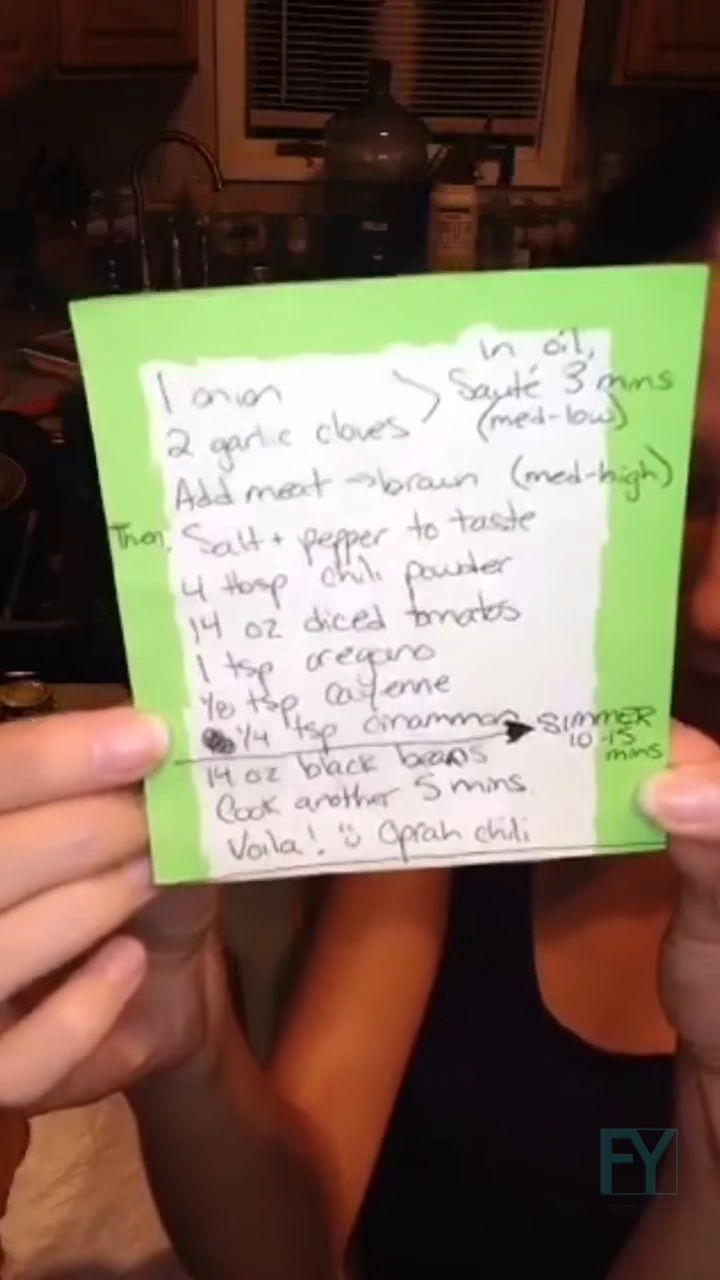 In oil,
1 onion
Sauté 3 mins
2 garlic cloves
(med-low)
Add meat → brown (med-high)
Then, Salt + pepper to taste
4 tbsp chili powder
14 oz diced tomatos
1 tsp oregano
1/8 tsp cayenne
1/4 tsp cinammon
SIMMER
10-15
mins
14 oz black beans
Cook another 5 mins.
Voila! Oprah chili
FY